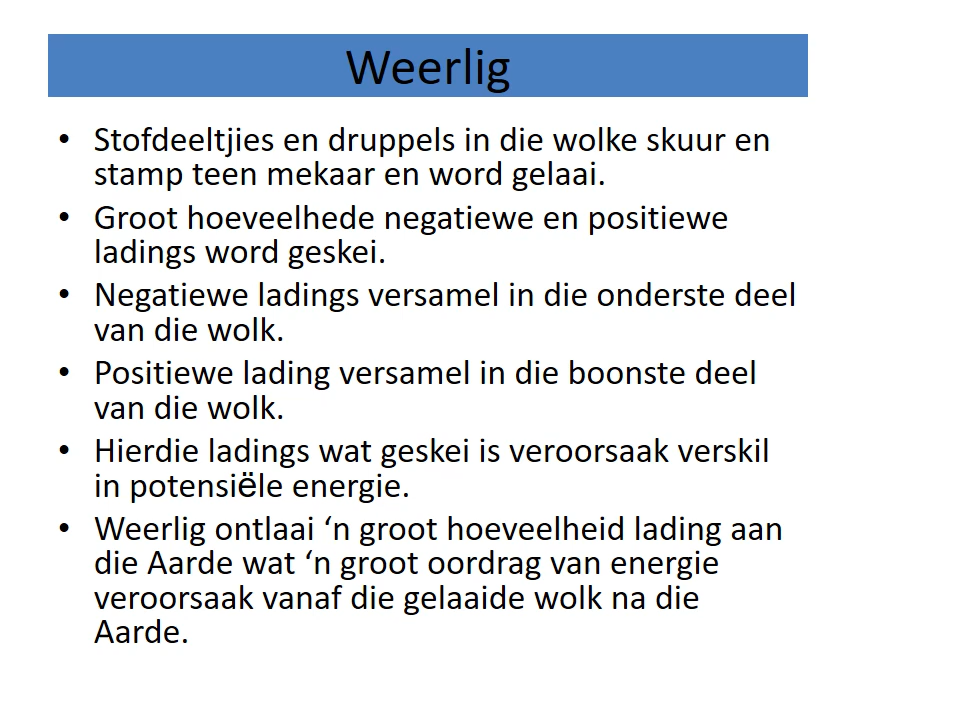 Weerlig
• Stofdeeltjies en druppels in die wolke skuur en
stamp teen mekaar en word gelaai.
• Groot hoeveelhede negatiewe en positiewe
ladings word geskei.
• Negatiewe ladings versamel in die onderste deel
van die wolk.
• Positiewe lading versamel in die boonste deel
van die wolk.
• Hierdie ladings wat geskei is veroorsaak verskil
in potensiële energie.
• Weerlig ontlaai ‘n groot hoeveelheid lading aan
die Aarde wat ‘n groot oordrag van energie
veroorsaak vanaf die gelaaide wolk na die
Aarde.